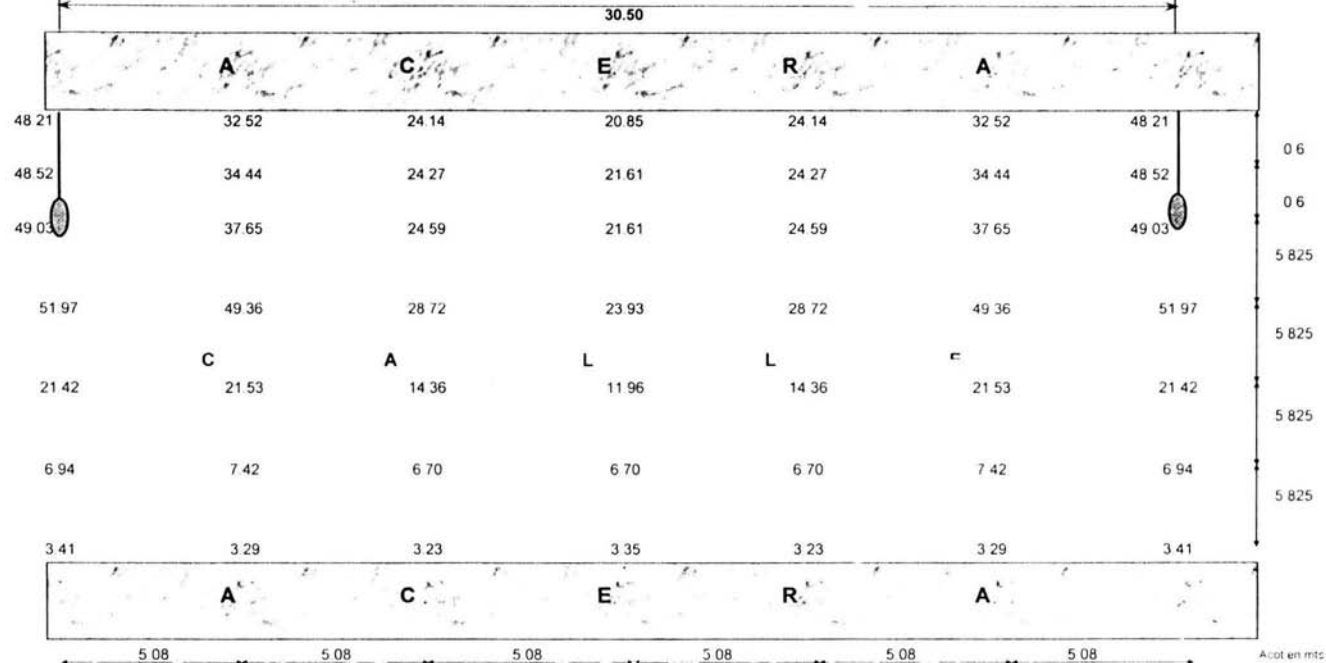 30.50
A C E R A
48 21 32 52 24.14 20.85 24.14 32 52 48 21
0 6
48 52 34 44 24 27 21.61 24 27 34 44 48 52
0 6
49 03 37.65 24 59 21.61 24 59 37 65 49 03
5 825
51 97 49 36 28 72 23.93 28 72 49 36 51 97
5 825
C A L L
21 42 21.53 14 36 11.96 14 36 21 53 21 42
5 825
6 94 7 42 6 70 6 70 6 70 7 42 6 94
5 825
3 41 3 29 3 23 3 35 3 23 3 29 3 41
A C E R A
5 08 5 08 5 08 5 08 5 08 5 08 Acot en mts